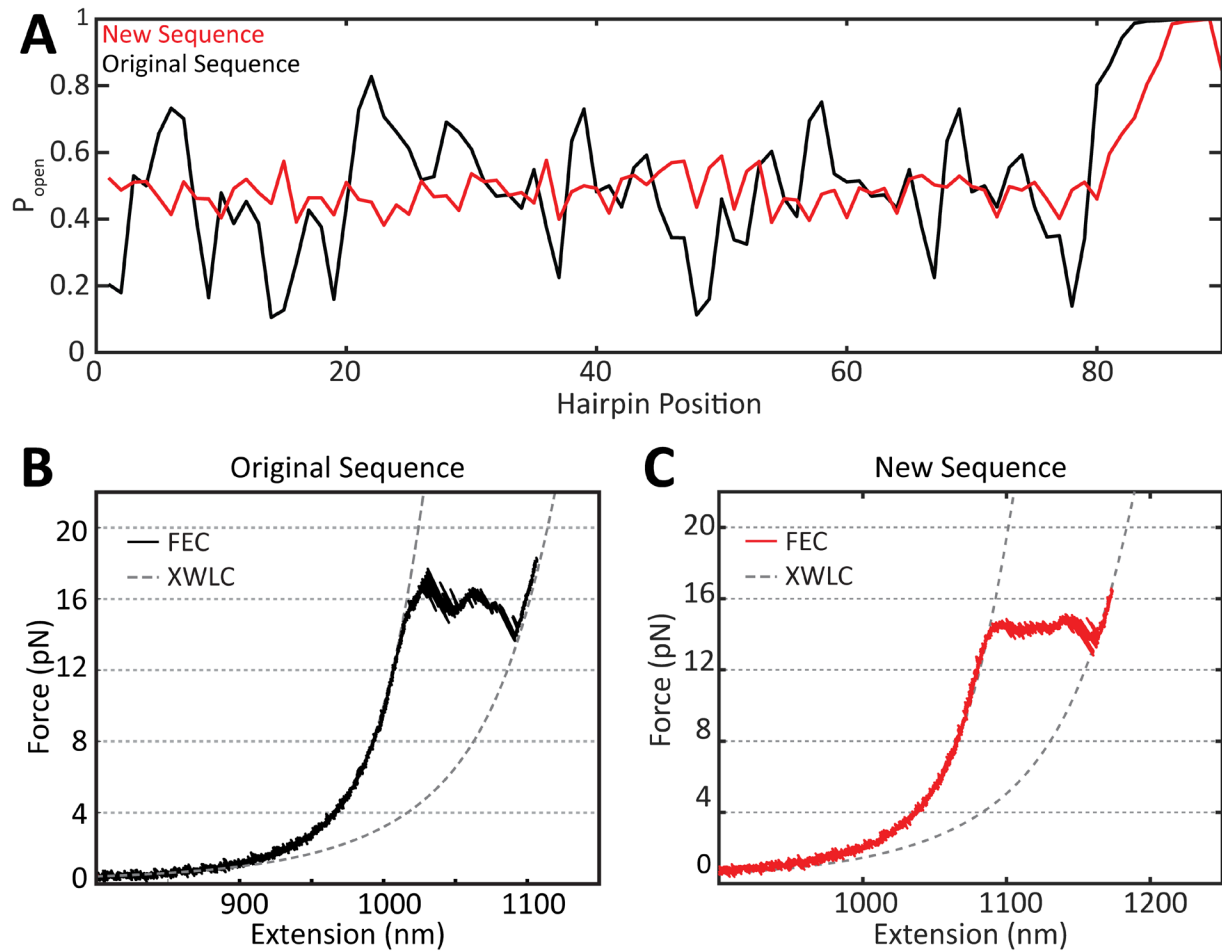 A
New Sequence
Original Sequence
1
0.8
0.6
0.4
0.2
0
P open
0 20 40 60 80
Hairpin Position
B
Original Sequence
FEC
XWLC
20
16
12
8
4
0
Force (pN)
900 1000 1100
Extension (nm)
C
New Sequence
FEC
XWLC
20
16
12
8
4
0
Force (pN)
1000 1100 1200
Extension (nm)